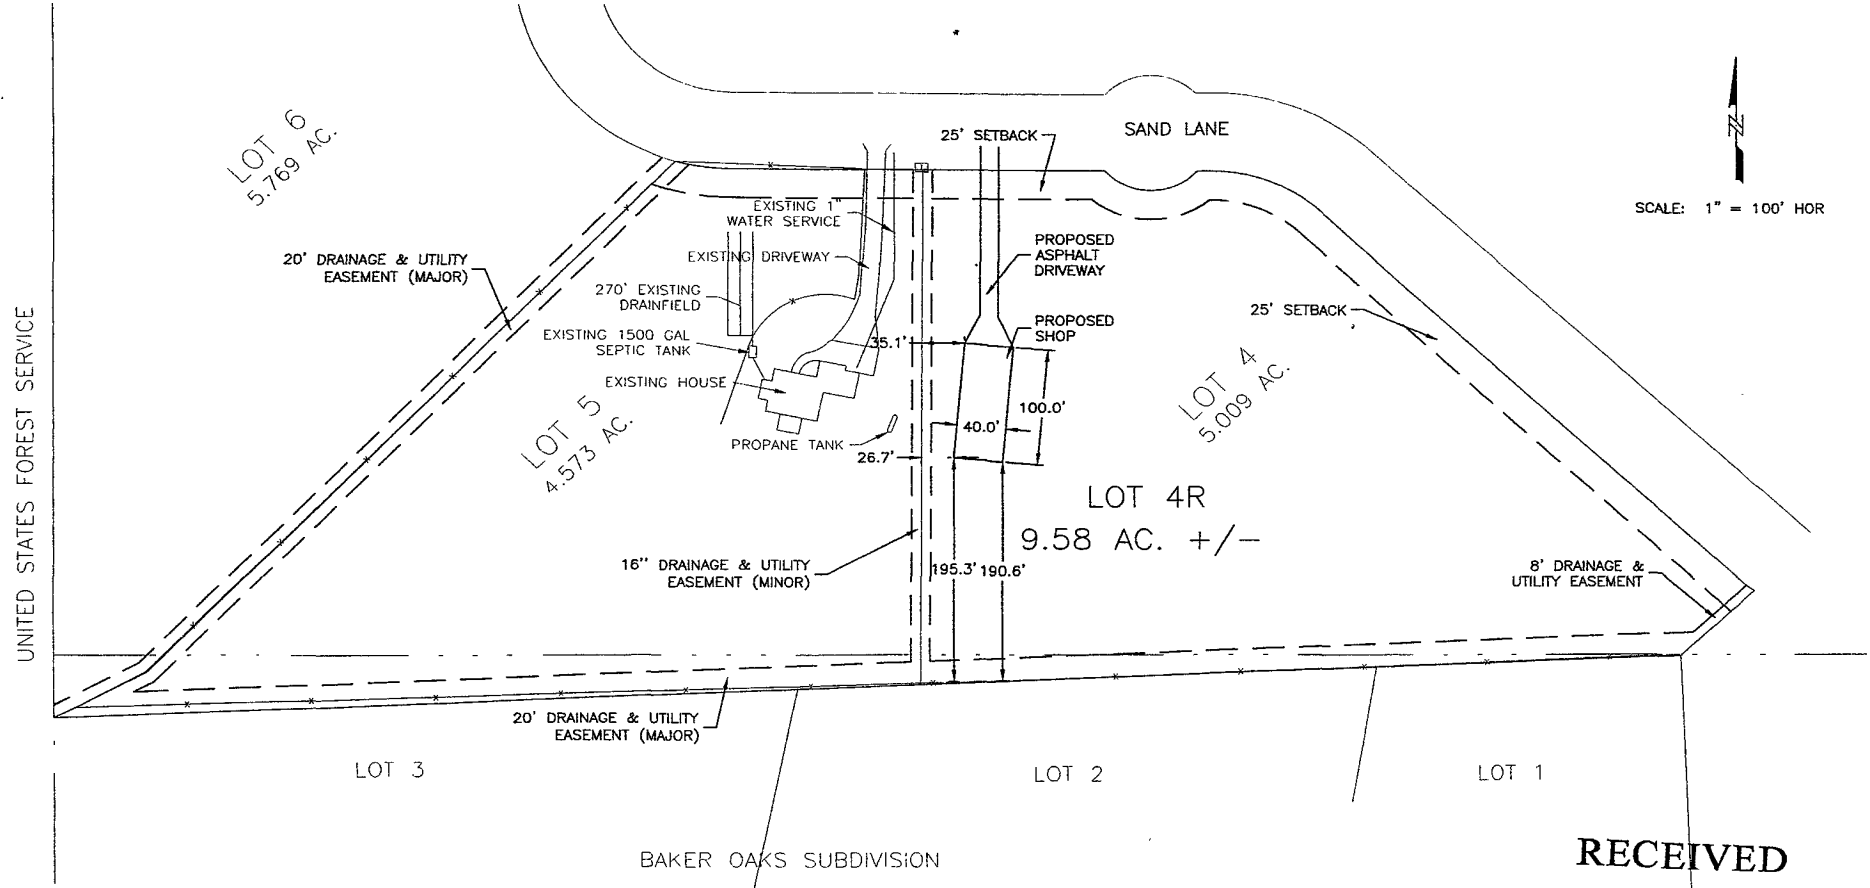 LOT 6
5.769 AC.
25' SETBACK
SAND LANE
N
SCALE: 1" = 100' HOR
EXISTING 1"
WATER SERVICE
20' DRAINAGE & UTILITY
EASEMENT (MAJOR)
EXISTING DRIVEWAY
PROPOSED
ASPHALT
DRIVEWAY
270' EXISTING
DRAINFIELD
25' SETBACK
PROPOSED
SHOP
EXISTING 1500 GAL
SEPTIC TANK
35.1'
EXISTING HOUSE
LOT 4
5.009 AC.
100.0'
40.0'
LOT 5
4.573 AC.
PROPANE TANK
26.7'
UNITED STATES FOREST SERVICE
LOT 4R
9.58 AC. +/-
16'' DRAINAGE & UTILITY
EASEMENT (MINOR)
195.3' 190.6'
8' DRAINAGE &
UTILITY EASEMENT
20' DRAINAGE & UTILITY
EASEMENT (MAJOR)
LOT 3
LOT 2
LOT 1
BAKER OAKS SUBDIVISION
RECEIVED